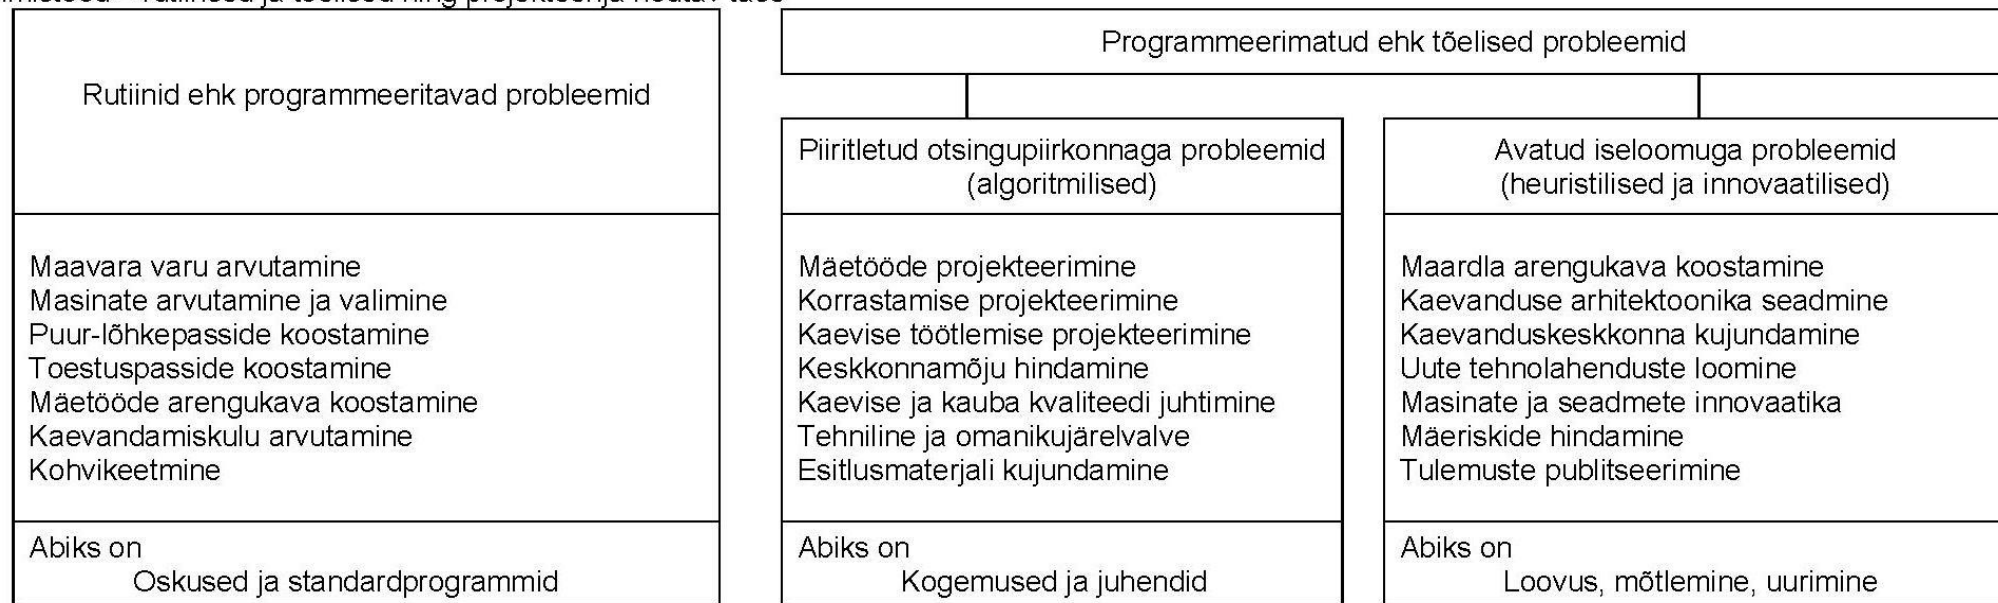 Rutiinid ehk programmeeritavad probleemid
Maavara varu arvutamine
Masinate arvutamine ja valimine
Puur-lõhkepasside koostamine
Toestuspasside koostamine
Mäetööde arengukava koostamine
Kaevandamiskulu arvutamine
Kohvikeetmine
Abiks on
Oskused ja standardprogrammid
Programmeerimatud ehk tõelised probleemid
Piiritletud otsingupiirkonnaga probleemid
(algoritmilised)
Mäetööde projekteerimine
Korrastamise projekteerimine
Kaevise töötlemise projekteerimine
Keskkonnamõju hindamine
Kaevise ja kauba kvaliteedi juhtimine
Tehniline ja omanikujärelvalve
Esitlusmaterjali kujundamine
Abiks on
Kogemused ja juhendid
Avatud iseloomuga probleemid
(heuristilised ja innovaatilised)
Maardla arengukava koostamine
Kaevanduse arhitektoonika seadmine
Kaevanduskeskkonna kujundamine
Uute tehnolahenduste loomine
Masinate ja seadmete innovaatika
Mäeriskide hindamine
Tulemuste publitseerimine
Abiks on
Loovus, mõtlemine, uurimine